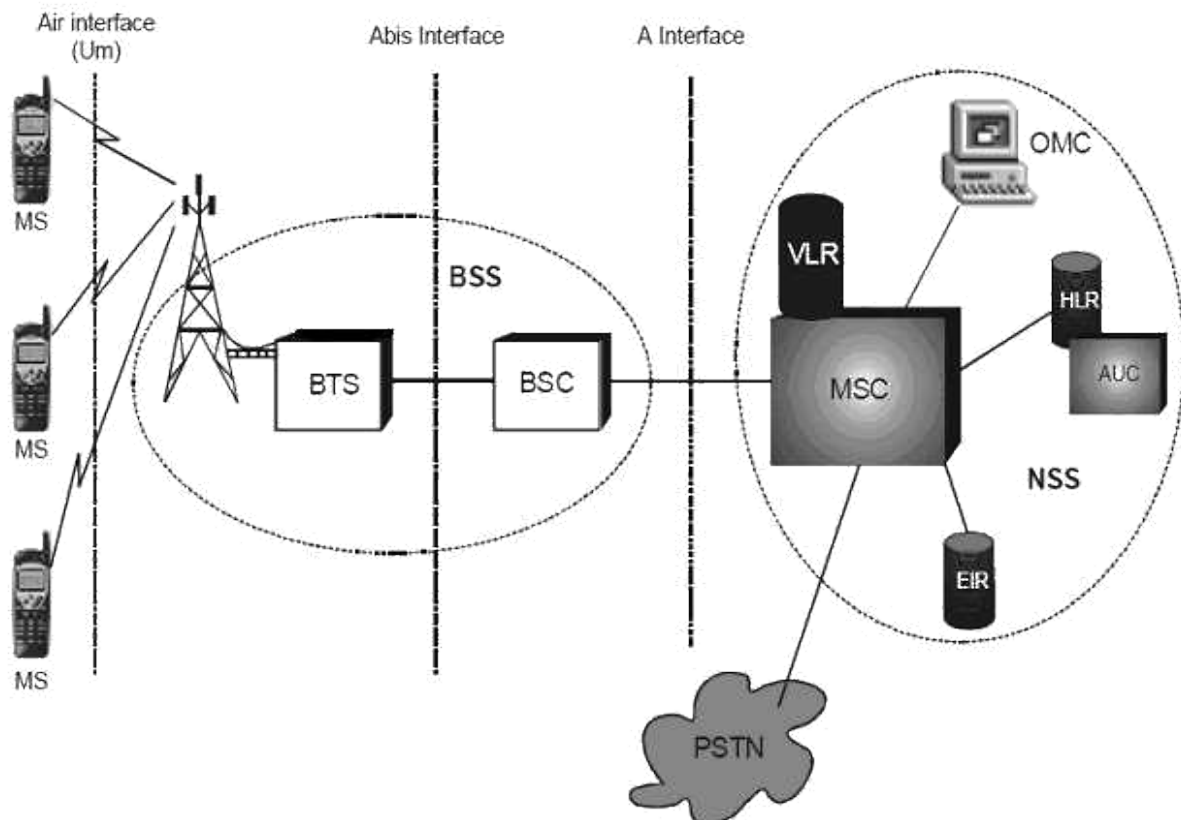 Air interface
(Um)
Abis Interface
A Interface
MS
MS
MS
BSS
BTS
BSC
VLR
MSC
OMC
HLR
AUC
NSS
EIR
PSTN